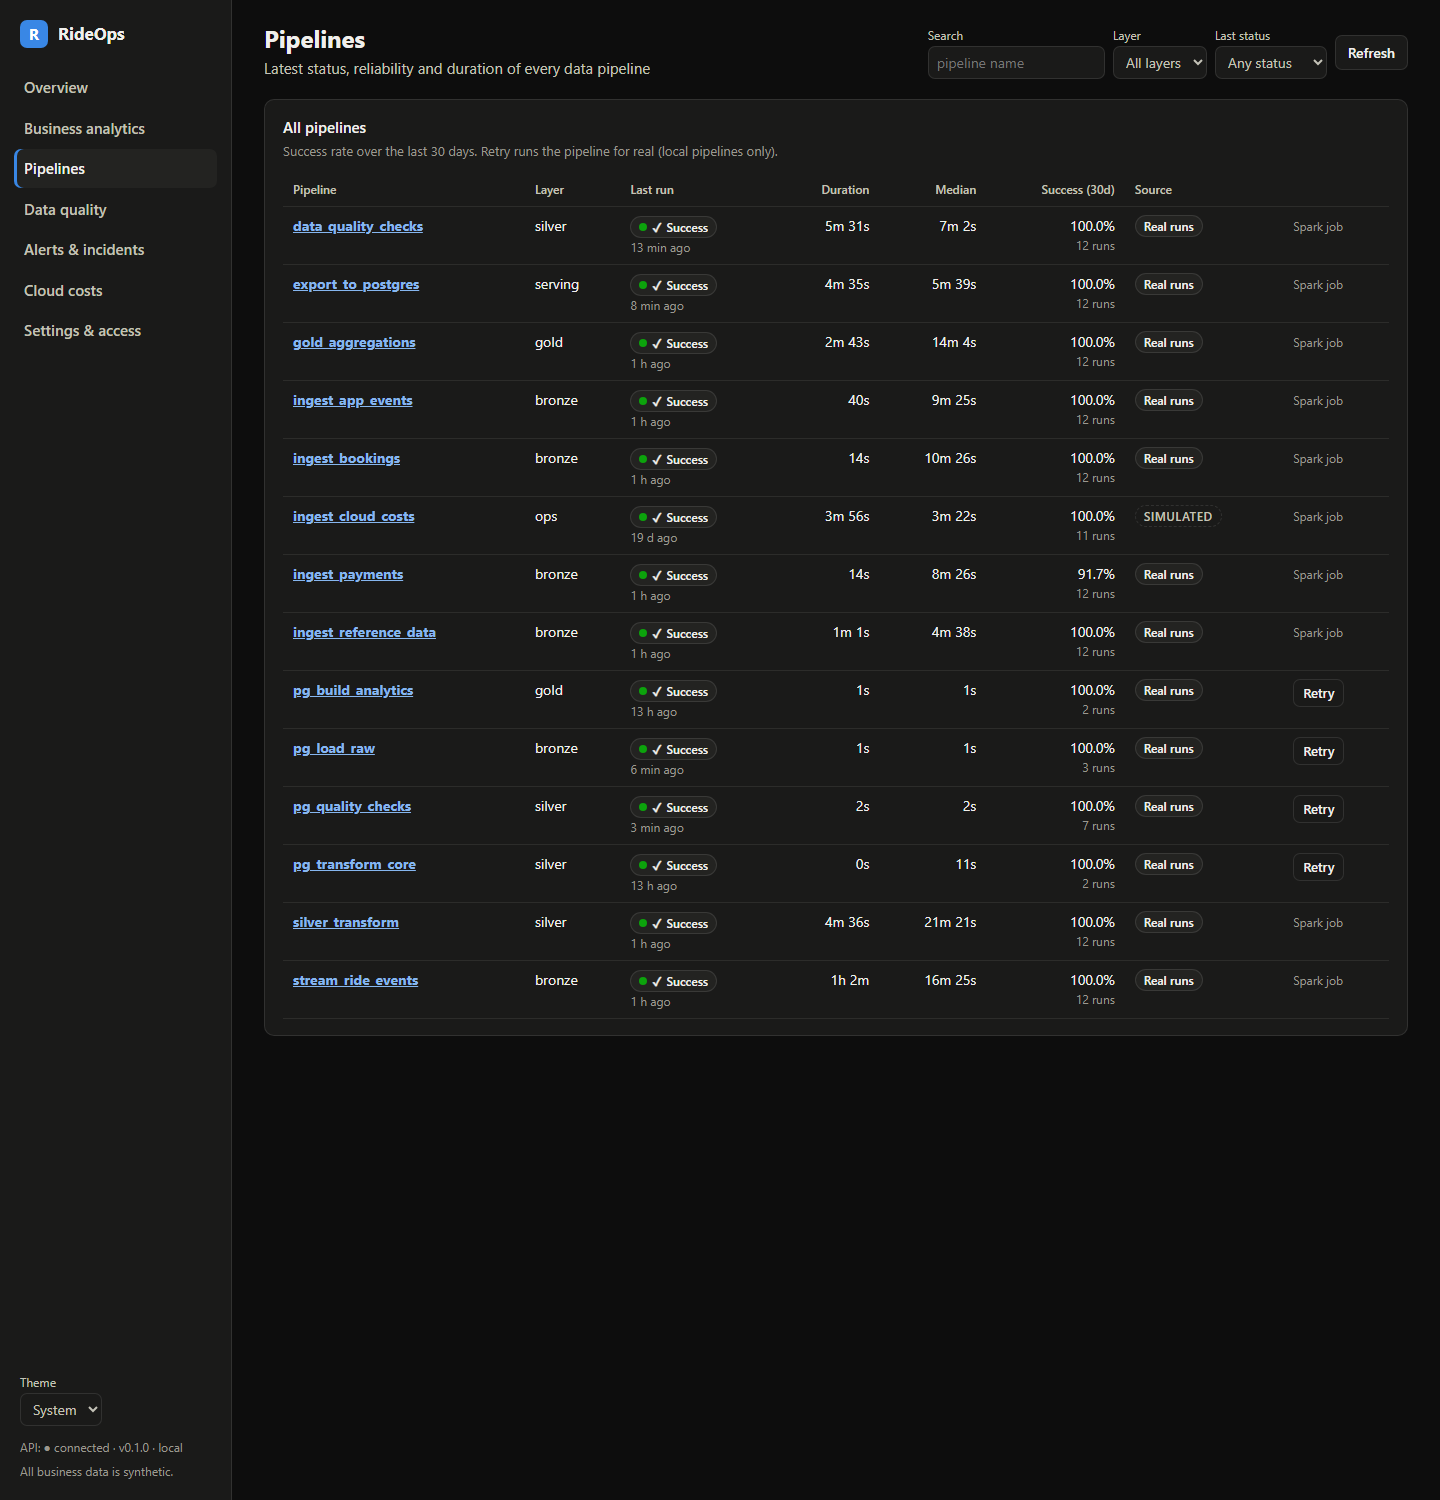 R RideOps
Overview
Business analytics
Pipelines
Data quality
Alerts & incidents
Cloud costs
Settings & access
Theme
System
API: ● connected · v0.1.0 · local
All business data is synthetic.
Pipelines
Latest status, reliability and duration of every data pipeline
Search
pipeline name
Layer
All layers
Last status
Any status
Refresh
All pipelines
Success rate over the last 30 days. Retry runs the pipeline for real (local pipelines only).
Pipeline Layer Last run Duration Median Success (30d) Source
data_quality_checks silver ✓ Success 5m 31s 7m 2s 100.0% Real runs Spark job
13 min ago 12 runs
export_to_postgres serving ✓ Success 4m 35s 5m 39s 100.0% Real runs Spark job
8 min ago 12 runs
gold_aggregations gold ✓ Success 2m 43s 14m 4s 100.0% Real runs Spark job
1 h ago 12 runs
ingest_app_events bronze ✓ Success 40s 9m 25s 100.0% Real runs Spark job
1 h ago 12 runs
ingest_bookings bronze ✓ Success 14s 10m 26s 100.0% Real runs Spark job
1 h ago 12 runs
ingest_cloud_costs ops ✓ Success 3m 56s 3m 22s 100.0% SIMULATED Spark job
19 d ago 11 runs
ingest_payments bronze ✓ Success 14s 8m 26s 91.7% Real runs Spark job
1 h ago 12 runs
ingest_reference_data bronze ✓ Success 1m 1s 4m 38s 100.0% Real runs Spark job
1 h ago 12 runs
pg_build_analytics gold ✓ Success 1s 1s 100.0% Real runs Retry
13 h ago 2 runs
pg_load_raw bronze ✓ Success 1s 1s 100.0% Real runs Retry
6 min ago 3 runs
pg_quality_checks silver ✓ Success 2s 2s 100.0% Real runs Retry
3 min ago 7 runs
pg_transform_core silver ✓ Success 0s 11s 100.0% Real runs Retry
13 h ago 2 runs
silver_transform silver ✓ Success 4m 36s 21m 21s 100.0% Real runs Spark job
1 h ago 12 runs
stream_ride_events bronze ✓ Success 1h 2m 16m 25s 100.0% Real runs Spark job
1 h ago 12 runs